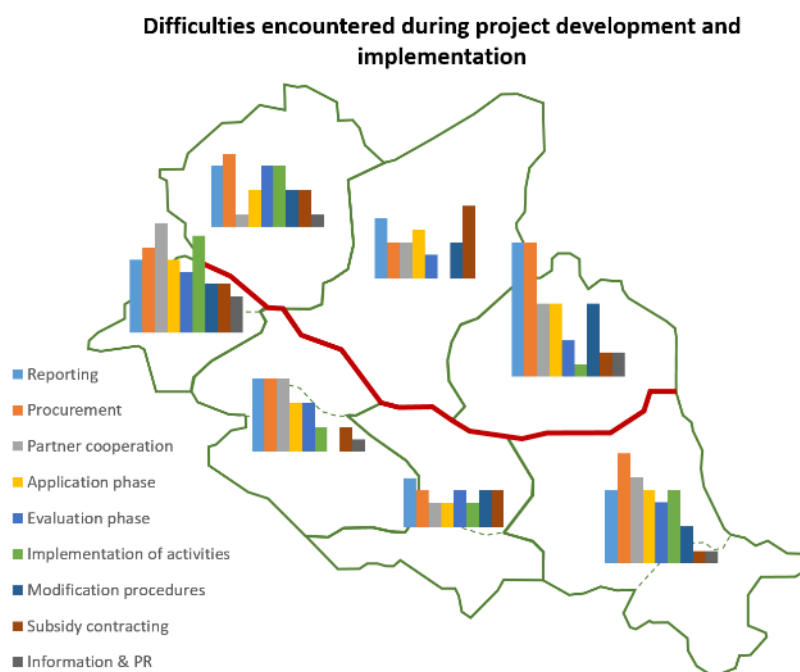 Difficulties encountered during project development and
implementation
Reporting
Procurement
Partner cooperation
Application phase
Evaluation phase
Implementation of activities
Modification procedures
Subsidy contracting
Information & PR